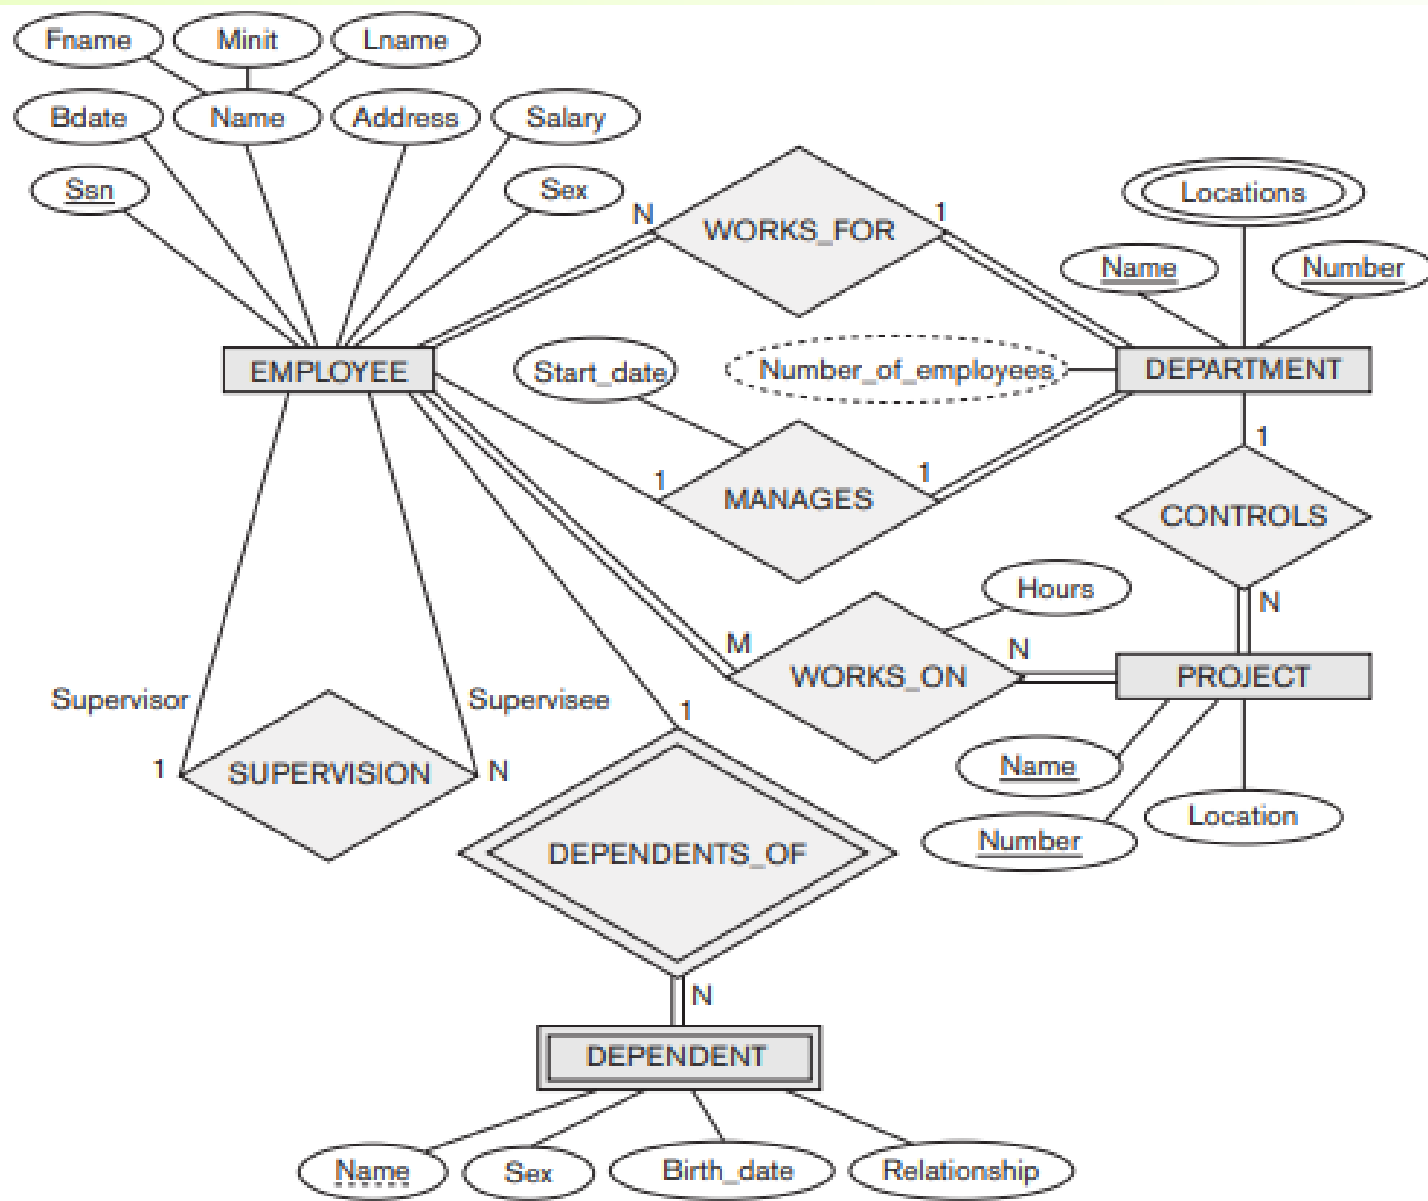 Fname
Minit
Lname
Bdate
Name
Address
Salary
Ssn
Sex
N
WORKS_FOR
1
Locations
Name
Number
EMPLOYEE
Start_date
Number_of_employees
DEPARTMENT
1
MANAGES
1
1
CONTROLS
N
Hours
M
WORKS_ON
N
PROJECT
Supervisor
Supervisee
1
SUPERVISION
N
1
Name
Number
Location
DEPENDENTS_OF
N
DEPENDENT
Name
Sex
Birth_date
Relationship